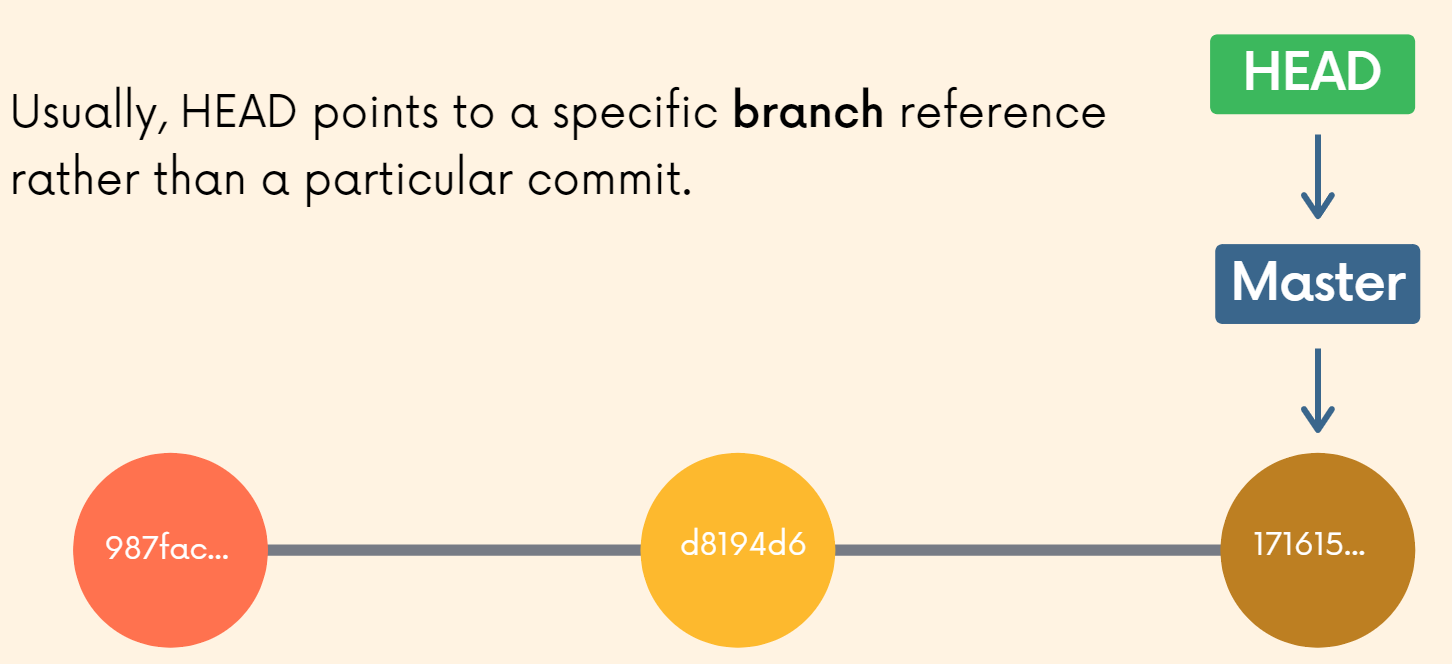 HEAD
Usually, HEAD points to a specific branch reference
rather than a particular commit.
Master
987fac...
d8194d6
171615...